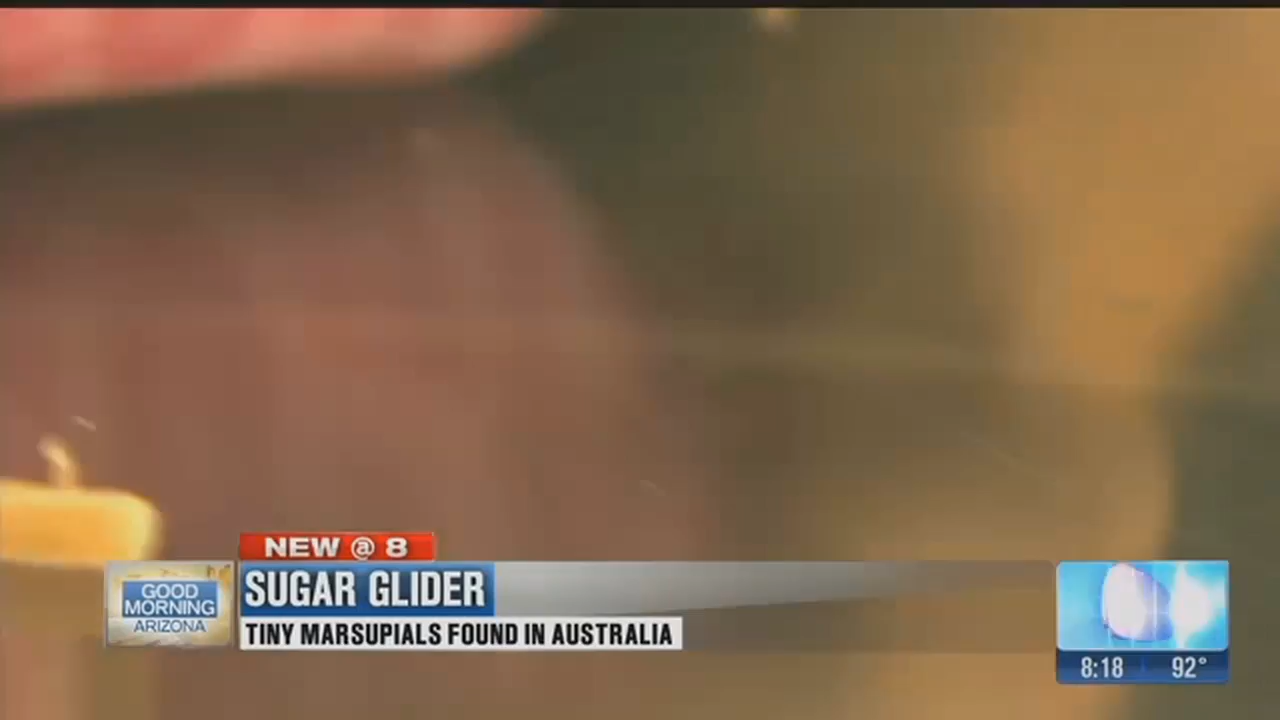 NEW @ 8
SUGAR GLIDER
TINY MARSUPIALS FOUND IN AUSTRALIA
GOOD
MORNING
ARIZONA
8:18 92°